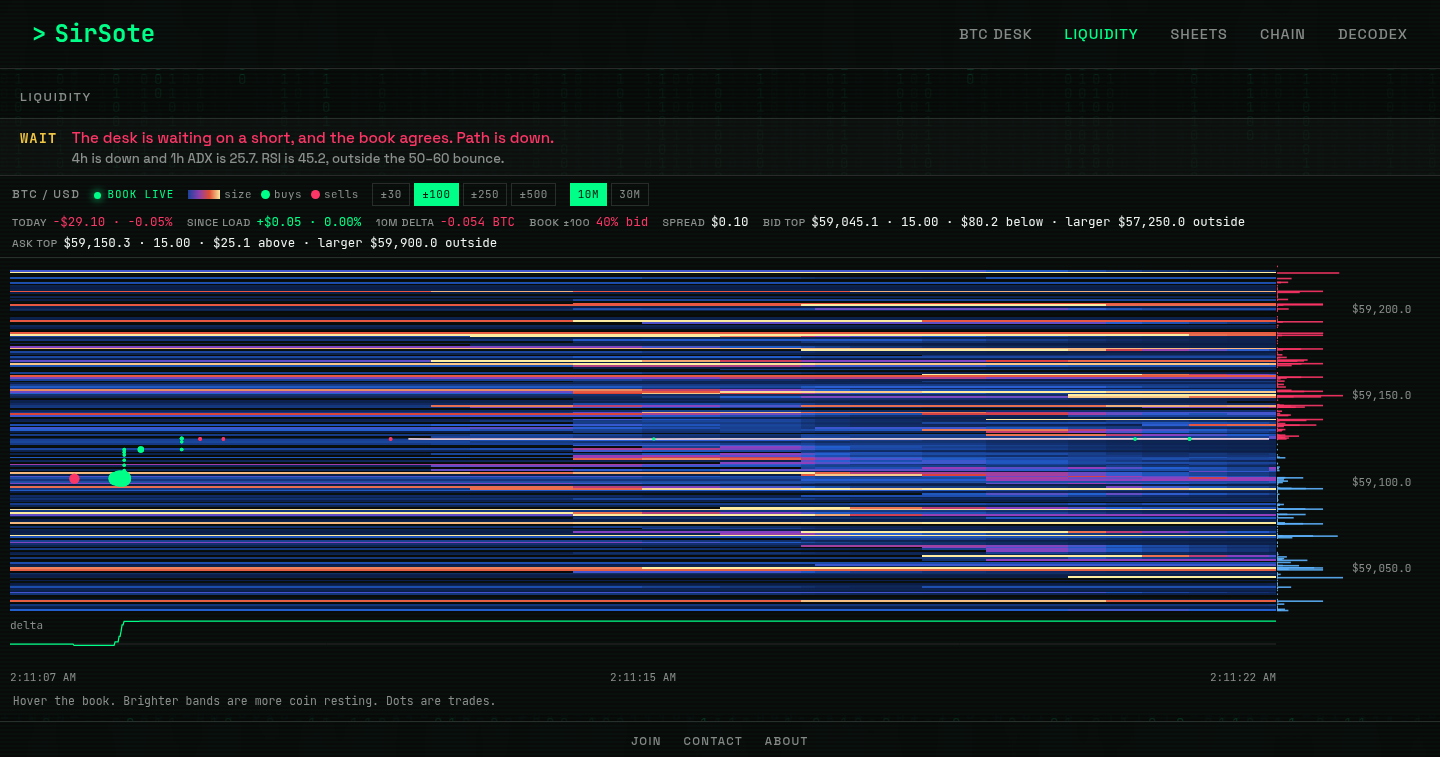 > SirSote
BTC DESK LIQUIDITY SHEETS CHAIN DECODEX
LIQUIDITY
WAIT The desk is waiting on a short, and the book agrees. Path is down.
4h is down and 1h ADX is 25.7. RSI is 45.2, outside the 50–60 bounce.
BTC / USD BOOK LIVE size buys sells ±30 ±100 ±250 ±500 10M 30M
TODAY -$29.10 · -0.05% SINCE LOAD +$0.05 · 0.00% 10M DELTA -0.054 BTC BOOK ±100 40% bid SPREAD $0.10 BID TOP $59,045.1 · 15.00 · $80.2 below · larger $57,250.0 outside
ASK TOP $59,150.3 · 15.00 · $25.1 above · larger $59,900.0 outside
$59,200.0
$59,150.0
$59,100.0
$59,050.0
delta
2:11:07 AM 2:11:15 AM 2:11:22 AM
Hover the book. Brighter bands are more coin resting. Dots are trades.
JOIN CONTACT ABOUT